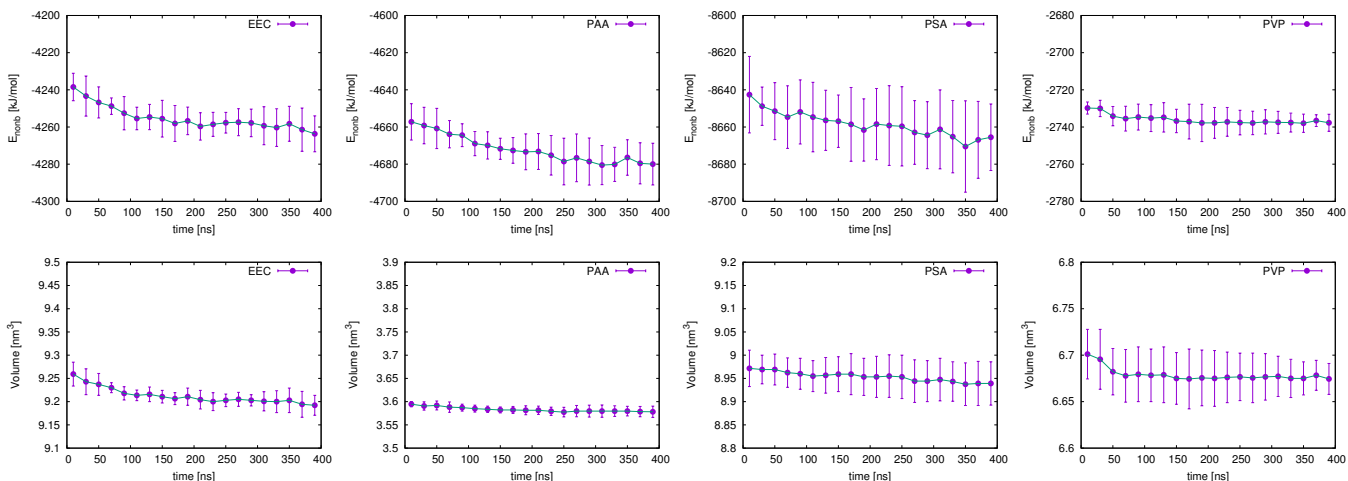 EEC
-4200
-4220
-4240
-4260
-4280
-4300
E_nonb [kJ/mol]
0 50 100 150 200 250 300 350 400
time [ns]
PAA
-4600
-4620
-4640
-4660
-4680
-4700
E_nonb [kJ/mol]
0 50 100 150 200 250 300 350 400
time [ns]
PSA
-8600
-8620
-8640
-8660
-8680
-8700
E_nonb [kJ/mol]
0 50 100 150 200 250 300 350 400
time [ns]
PVP
-2680
-2700
-2720
-2740
-2760
-2780
E_nonb [kJ/mol]
0 50 100 150 200 250 300 350 400
time [ns]
EEC
9.5
9.45
9.4
9.35
9.3
9.25
9.2
9.15
9.1
Volume [nm³]
0 50 100 150 200 250 300 350 400
time [ns]
PAA
3.9
3.85
3.8
3.75
3.7
3.65
3.6
3.55
3.5
Volume [nm³]
0 50 100 150 200 250 300 350 400
time [ns]
PSA
9.2
9.15
9.1
9.05
9
8.95
8.9
8.85
8.8
Volume [nm³]
0 50 100 150 200 250 300 350 400
time [ns]
PVP
6.8
6.75
6.7
6.65
6.6
Volume [nm³]
0 50 100 150 200 250 300 350 400
time [ns]